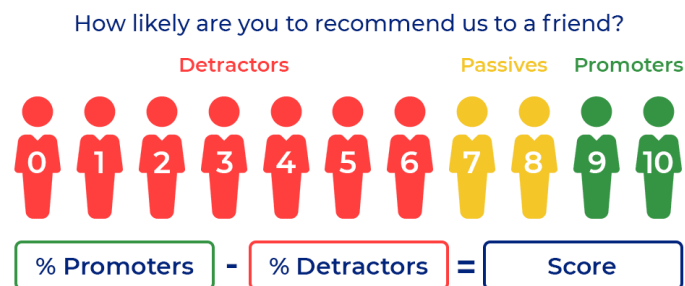 How likely are you to recommend us to a friend?
Detractors Passives Promoters
0 1 2 3 4 5 6 7 8 9 10
% Promoters - % Detractors = Score